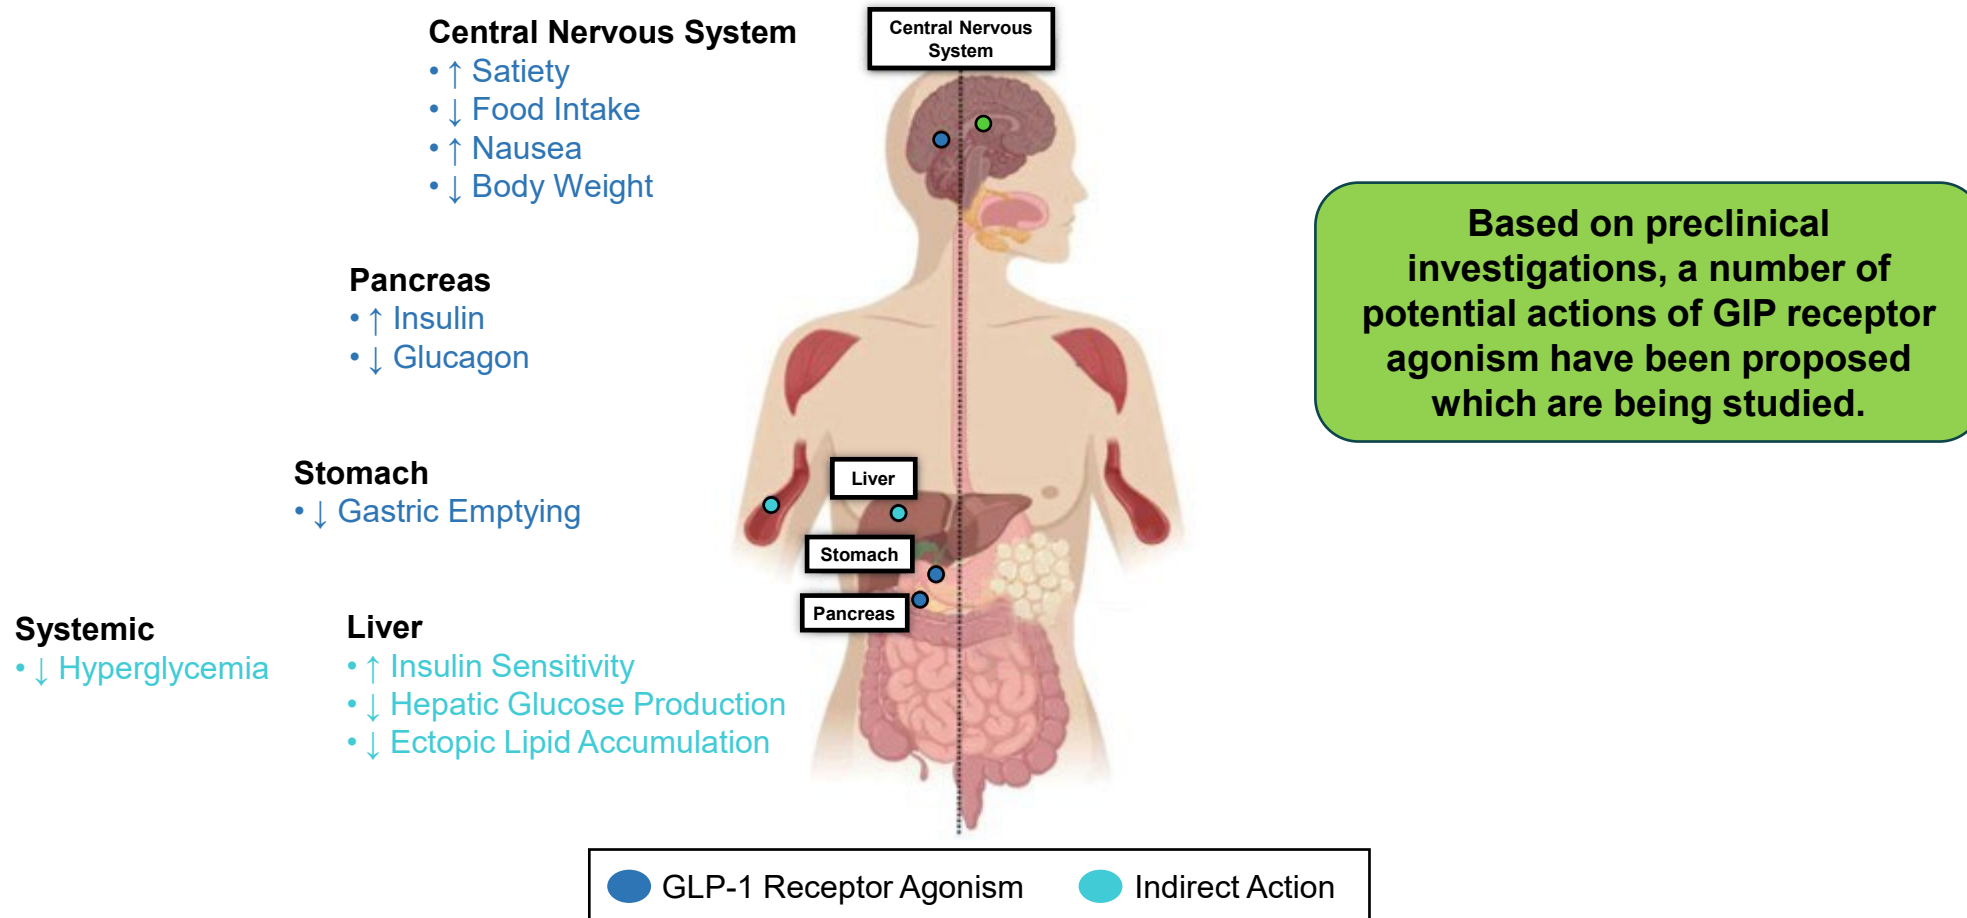 Central Nervous System
• ↑ Satiety
• ↓ Food Intake
• ↑ Nausea
• ↓ Body Weight
Pancreas
• ↑ Insulin
• ↓ Glucagon
Stomach
• ↓ Gastric Emptying
Systemic
• ↓ Hyperglycemia
Liver
• ↑ Insulin Sensitivity
• ↓ Hepatic Glucose Production
• ↓ Ectopic Lipid Accumulation
Central Nervous
System
Liver
Stomach
Pancreas
Based on preclinical
investigations, a number of
potential actions of GIP receptor
agonism have been proposed
which are being studied.
GLP-1 Receptor Agonism
Indirect Action